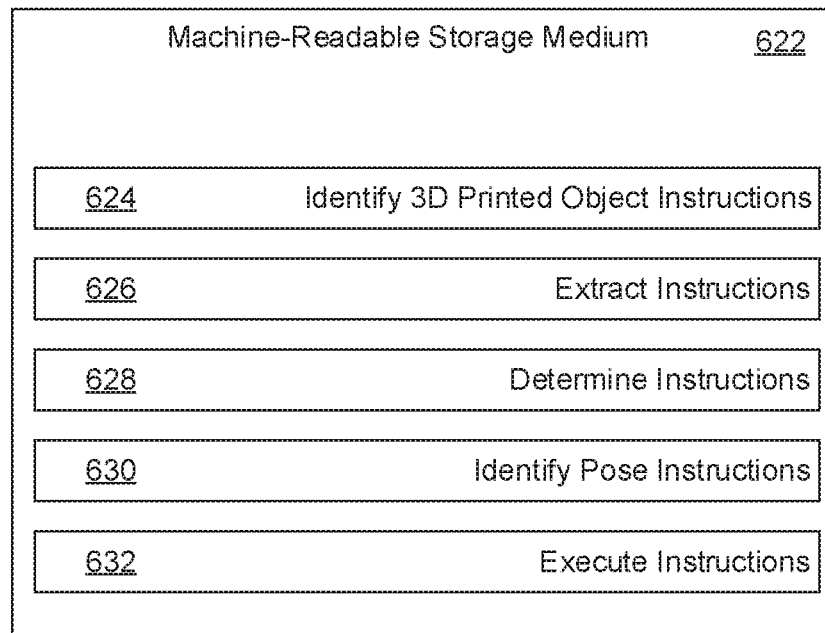 Machine-Readable Storage Medium 622
624 Identify 3D Printed Object Instructions
626 Extract Instructions
628 Determine Instructions
630 Identify Pose Instructions
632 Execute Instructions